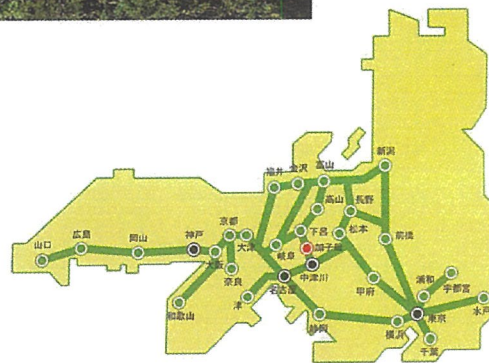 新潟
福井
金沢
高山
高山
長野
京都
大津
下呂
加子母
松本
前橋
広島
神戸
山口
岡山
大阪
岐阜
中津川
奈良
名古屋
津
甲府
浦和
宇都宮
和歌山
静岡
横浜
東京
水戸
千葉